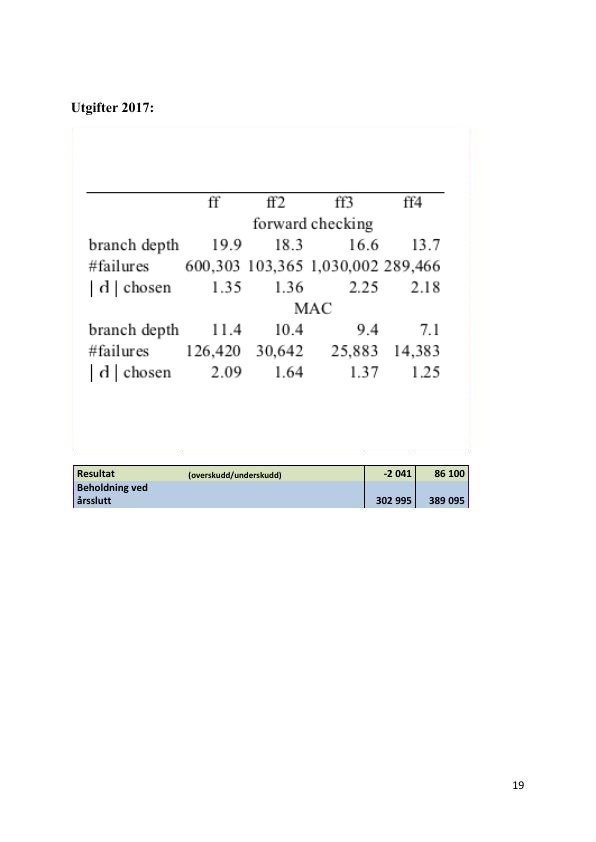 Utgifter 2017:
ff ff2 ff3 ff4
forward checking
branch depth 19.9 18.3 16.6 13.7
#failures 600,303 103,365 1,030,002 289,466
| d | chosen 1.35 1.36 2.25 2.18
MAC
branch depth 11.4 10.4 9.4 7.1
#failures 126,420 30,642 25,883 14,383
| d | chosen 2.09 1.64 1.37 1.25
Resultat (overskudd/underskudd) -2 041 86 100
Beholdning ved
årsslutt 302 995 389 095
19